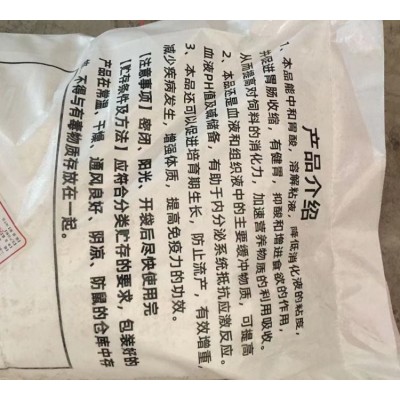 产品介绍
1、本品能中和胃酸，溶解粘液，降低消化液的粘度，
并促进胃肠收缩，有健胃，抑酸和增进食欲的作用，
从而提高对饲料的消化力，加速营养物质的利用吸收。
2、本品还是血液和组织液中的主要缓冲物质，可提高
血液PH值及碱储备，有助于内分泌系统抵抗应激反应。
3、本品还可以促进培育期生长，防止流产，有效增重，
减少疾病发生，增强体质，提高免疫力的功效。
【注意事项】密闭、阳光、开袋后尽快使用完
【贮存条件及方法】应符合分类贮存的要求，包装好的
产品在常温、干燥、通风良好、阴凉、防鼠的仓库中存
不得与有毒物质存放在一起。